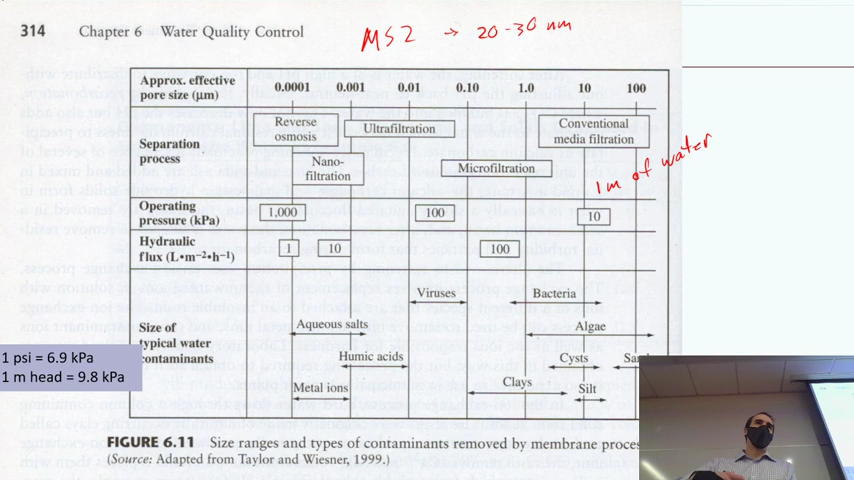 314 Chapter 6 Water Quality Control
MS2 → 20-30 nm
Approx. effective pore size (μm)
0.0001 0.001 0.01 0.10 1.0 10 100
Separation process
Reverse osmosis
Ultrafiltration
Conventional media filtration
Nano-filtration
Microfiltration
1m of water
Operating pressure (kPa)
1,000 100 10
Hydraulic flux (L•m−2•h−1)
1 10 100
Viruses Bacteria
Size of typical water contaminants
Aqueous salts Algae
Humic acids Cysts
Metal ions Clays Silt
1 psi = 6.9 kPa
1 m head = 9.8 kPa
FIGURE 6.11 Size ranges and types of contaminants removed by membrane
(Source: Adapted from Taylor and Wiesner, 1999.)